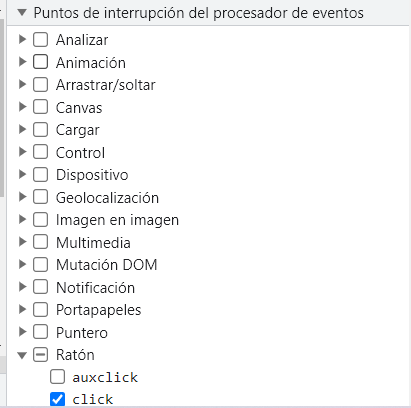 Puntos de interrupción del procesador de eventos
Analizar
Animación
Arrastrar/soltar
Canvas
Cargar
Control
Dispositivo
Geolocalización
Imagen en imagen
Multimedia
Mutación DOM
Notificación
Portapapeles
Puntero
Ratón
auxclick
click